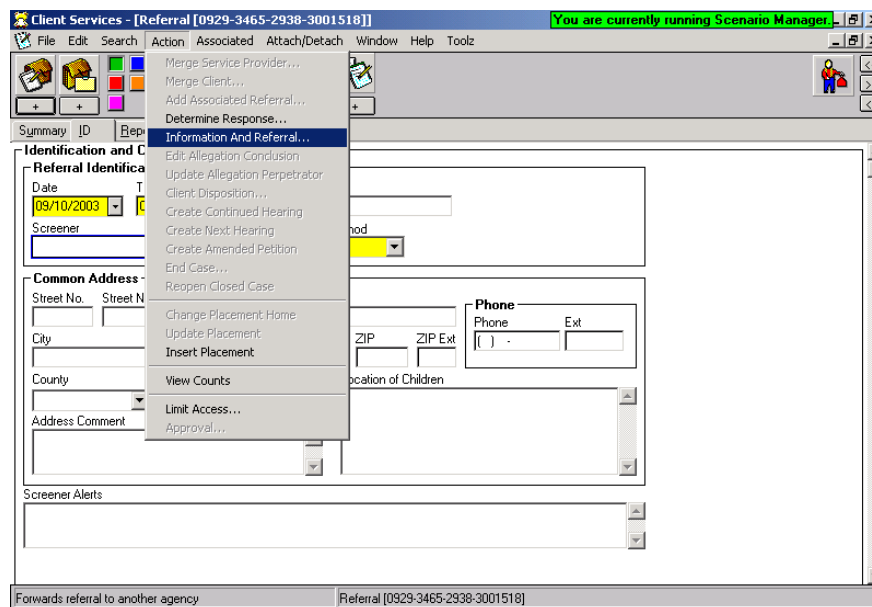 Client Services - [Referral [0929-3465-2938-3001518]]
You are currently running Scenario Manager.
File Edit Search Action Associated Attach/Detach Window Help Toolz
Merge Service Provider...
Merge Client...
Add Associated Referral...
Determine Response...
Information And Referral...
Edit Allegation Conclusion
Update Allegation Perpetrator
Client Disposition...
Create Continued Hearing
Create Next Hearing
Create Amended Petition
End Case...
Reopen Closed Case
Change Placement Home
Update Placement
Insert Placement
View Counts
Limit Access...
Approval...
+ + +
Summary ID Rep
Identification and C
Referral Identifica
Date T
09/10/2003
Screener hod
Common Address
Street No. Street N
Phone
Phone Ext
( ) -
City ZIP ZIP Ext
County ocation of Children
Address Comment
Screener Alerts
Forwards referral to another agency Referral [0929-3465-2938-3001518]